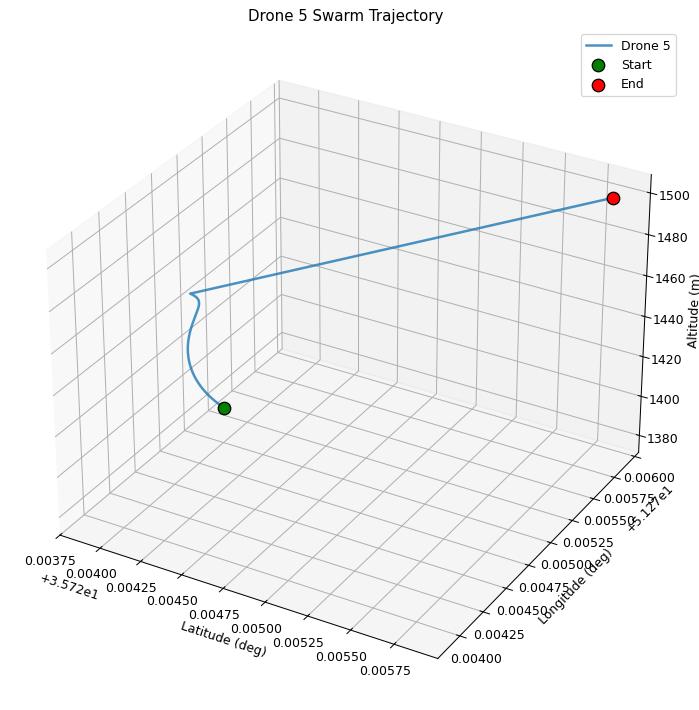 Drone 5 Swarm Trajectory
Drone 5
Start
End
1500
1480
1460
1440
1420
1400
1380
Altitude (m)
0.00600
0.00575
0.00550
0.00525
0.00500
0.00475
0.00450
0.00425
0.00400
+5.127e1
Longitude (deg)
0.00375
0.00400
0.00425
0.00450
0.00475
0.00500
0.00525
0.00550
0.00575
+3.572e1
Latitude (deg)